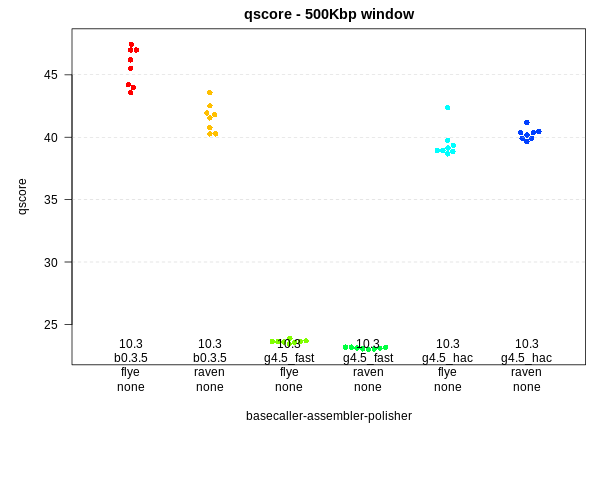 qscore - 500Kbp window
45
40
35
30
25
qscore
10.3 10.3 10.3 10.3 10.3 10.3
b0.3.5 b0.3.5 g4.5_fast g4.5_fast g4.5_hac g4.5_hac
flye raven flye raven flye raven
none none none none none none
basecaller-assembler-polisher